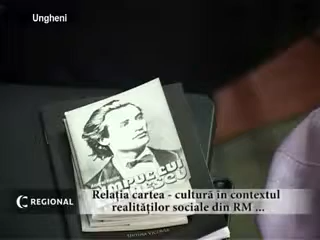 Ungheni
REGIONAL
Relația cartea - cultură în contextul
realităților sociale din RM ...